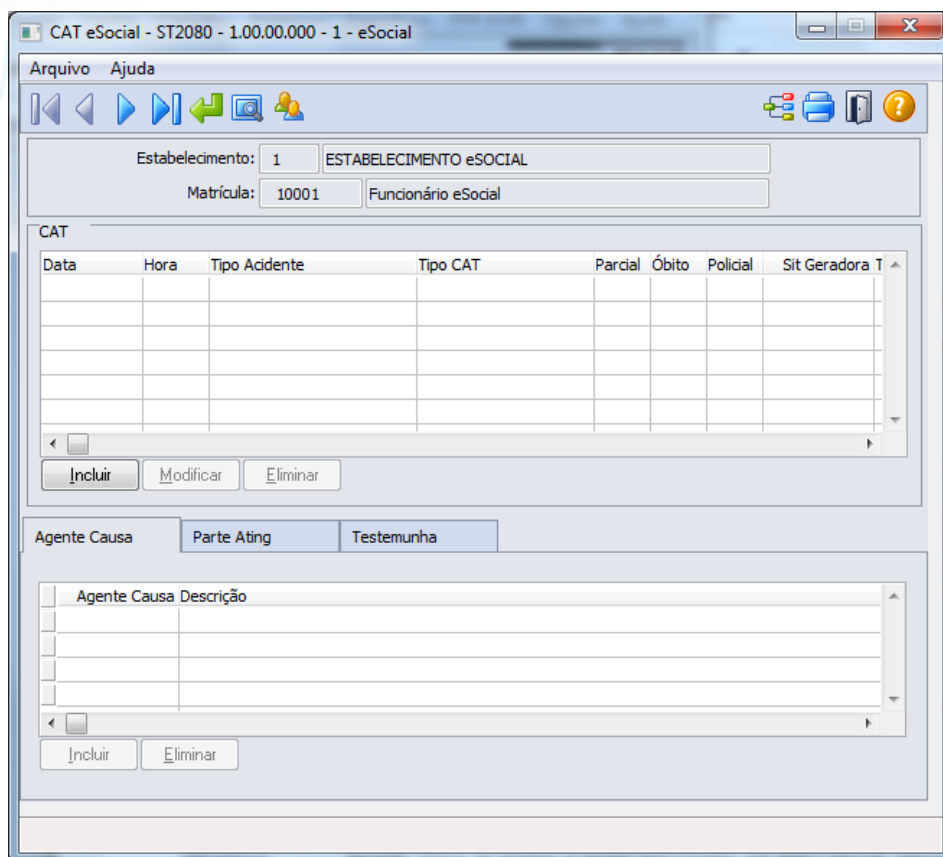 CAT eSocial - ST2080 - 1.00.00.000 - 1 - eSocial
Arquivo Ajuda
Estabelecimento: 1 ESTABELECIMENTO eSOCIAL
Matrícula: 10001 Funcionário eSocial
CAT
Data Hora Tipo Acidente Tipo CAT Parcial Óbito Policial Sit Geradora T
Incluir Modificar Eliminar
Agente Causa Parte Ating Testemunha
Agente Causa Descrição
Incluir Eliminar